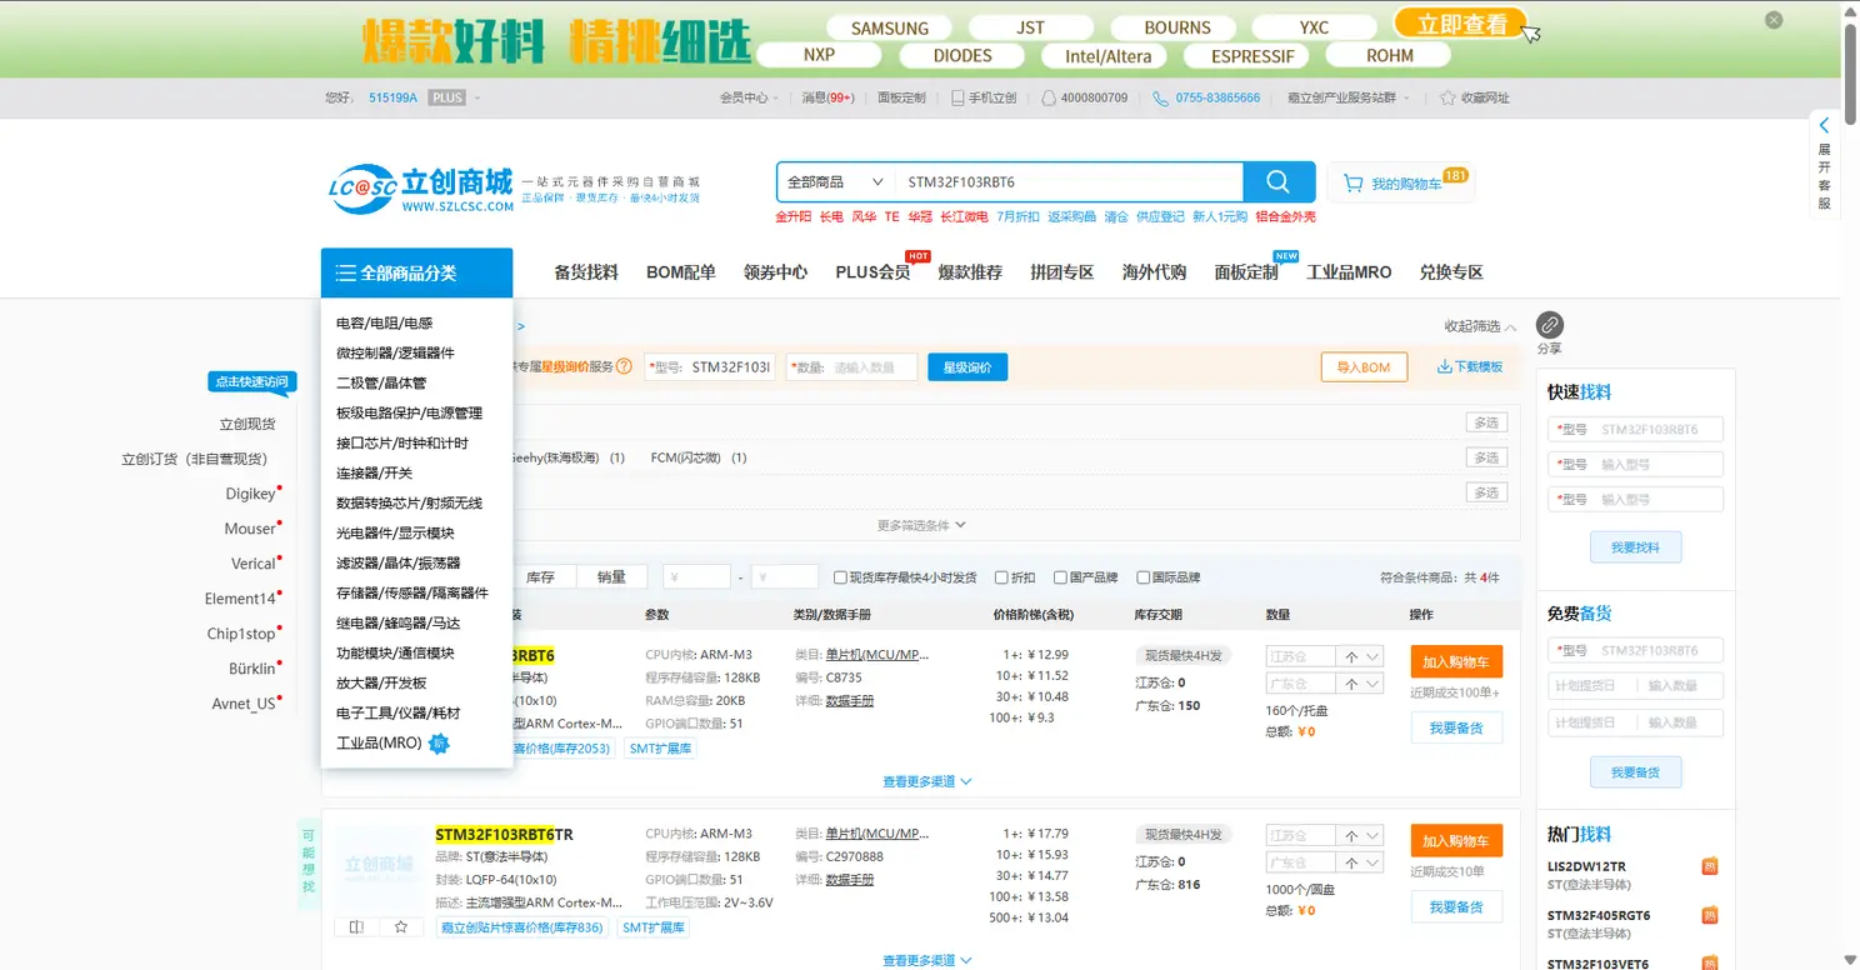 爆款好料 精挑细选
SAMSUNG JST BOURNS YXC 立即查看
NXP DIODES Intel/Altera ESPRESSIF ROHM
您好, 515199A PLUS
会员中心 消息(99+) 面板定制 手机立创 4000800709 0755-83865666 嘉立创产业服务站群 收藏网址
展开客服
LC@SC 立创商城 WWW.SZLCSC.COM
一站式元器件采购自营商城
正品保障·现货库存·最快4小时发货
全部商品 STM32F103RBT6
我的购物车 181
金升阳 长电 风华 TE 华冠 长江微电 7月折扣 返采购晶 清仓 供应登记 新人1元购 铝合金外壳
全部商品分类 备货找料 BOM配单 领券中心 PLUS会员 HOT 爆款推荐 拼团专区 海外代购 面板定制 NEW 工业品MRO 兑换专区
电容/电阻/电感
微控制器/逻辑器件
二极管/晶体管
板级电路保护/电源管理
接口芯片/时钟和计时
连接器/开关
数据转换芯片/射频无线
光电器件/显示模块
滤波器/晶体/振荡器
存储器/传感器/隔离器件
继电器/蜂鸣器/马达
功能模块/通信模块
放大器/开发板
电子工具/仪器/耗材
工业品(MRO) 新
点击快速访问
立创现货
立创订货（非自营现货）
Digikey
Mouser
Verical
Element14
Chip1stop
Bürklin
Avnet_US
>
收起筛选
分享
专属星级询价服务 ? *型号: STM32F103I *数量: 请输入数量 星级询价 导入BOM 下载模板
多选
Geehy(珠海极海) (1) FCM(闪芯微) (1) 多选
多选
更多筛选条件
库存 销量 ¥ - ¥ 现货库存最快4小时发货 折扣 国产品牌 国际品牌 符合条件商品：共 4件
装 参数 类别/数据手册 价格阶梯(含税) 库存交期 数量 操作
3RBT6
半导体)
(10x10)
型ARM Cortex-M...
喜价格(库存2053) SMT扩展库
CPU内核: ARM-M3
程序存储容量: 128KB
RAM总容量: 20KB
GPIO端口数量: 51
类目: 单片机(MCU/MP...
编号: C8735
详细: 数据手册
1+: ¥ 12.99
10+: ¥ 11.52
30+: ¥ 10.48
100+: ¥ 9.3
现货最快4H发
江苏仓: 0
广东仓: 150
江苏仓 个
广东仓 个
160个/托盘
总额: ¥0
加入购物车
近期成交100单+
我要备货
查看更多渠道
可能想找
立创商城
STM32F103RBT6TR
品牌: ST(意法半导体)
封装: LQFP-64(10x10)
描述: 主流增强型ARM Cortex-M...
嘉立创贴片惊喜价格(库存836) SMT扩展库
CPU内核: ARM-M3
程序存储容量: 128KB
GPIO端口数量: 51
工作电压范围: 2V~3.6V
类目: 单片机(MCU/MP...
编号: C2970888
详细: 数据手册
1+: ¥ 17.79
10+: ¥ 15.93
30+: ¥ 14.77
100+: ¥ 13.58
500+: ¥ 13.04
现货最快4H发
江苏仓: 0
广东仓: 816
江苏仓 个
广东仓 个
1000个/圆盘
总额: ¥0
加入购物车
近期成交10单
我要备货
查看更多渠道
快速找料
*型号 STM32F103RBT6
*型号 输入型号
*型号 输入型号
我要找料
免费备货
*型号 STM32F103RBT6
计划提货日 输入数量
计划提货日 输入数量
我要备货
热门找料
LIS2DW12TR 热
ST(意法半导体)
STM32F405RGT6 热
ST(意法半导体)
STM32F103VET6 热